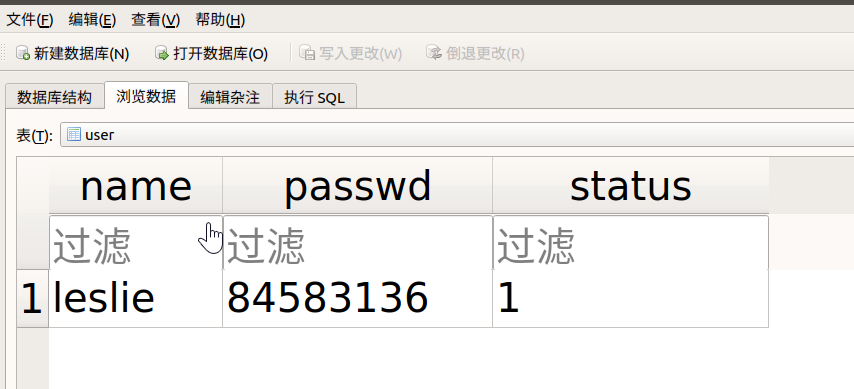 文件(F) 编辑(E) 查看(V) 帮助(H)
新建数据库(N) 打开数据库(O) 写入更改(W) 倒退更改(R)
数据库结构 浏览数据 编辑杂注 执行 SQL
表(T): user
name passwd status
过滤 过滤 过滤
1 leslie 84583136 1